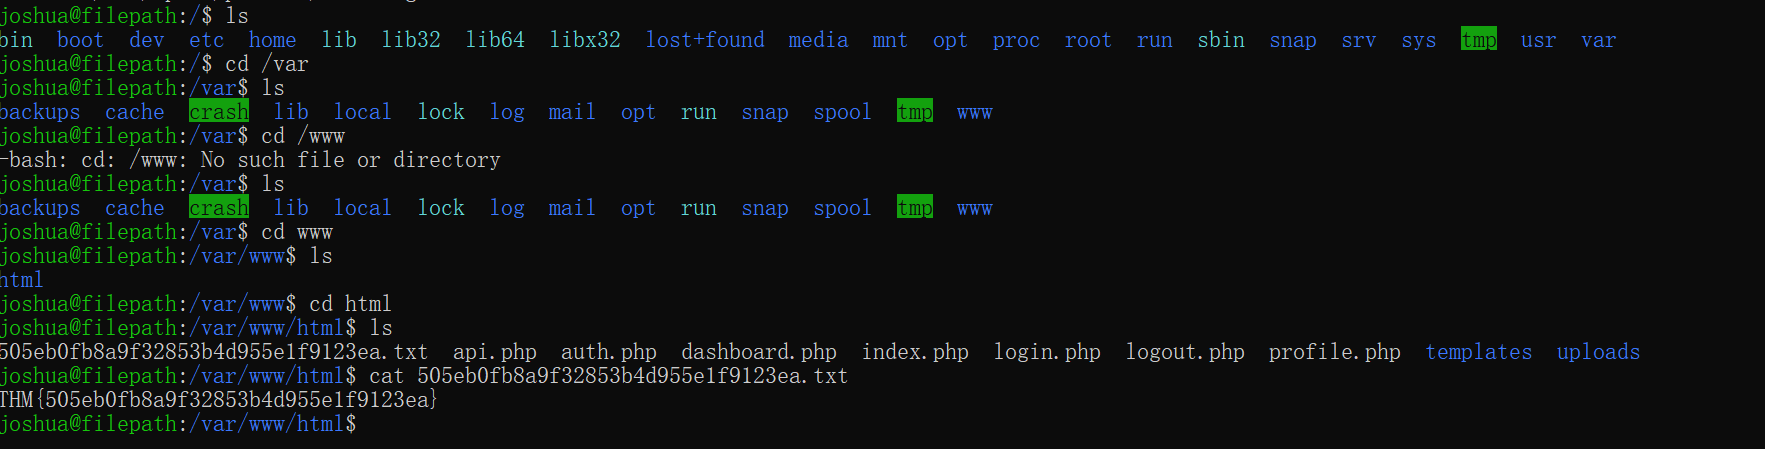 joshua@filepath:/$ ls
bin boot dev etc home lib lib32 lib64 libx32 lost+found media mnt opt proc root run sbin snap srv sys tmp usr var
joshua@filepath:/$ cd /var
joshua@filepath:/var$ ls
backups cache crash lib local lock log mail opt run snap spool tmp www
joshua@filepath:/var$ cd /www
-bash: cd: /www: No such file or directory
joshua@filepath:/var$ ls
backups cache crash lib local lock log mail opt run snap spool tmp www
joshua@filepath:/var$ cd www
joshua@filepath:/var/www$ ls
html
joshua@filepath:/var/www$ cd html
joshua@filepath:/var/www/html$ ls
505eb0fb8a9f32853b4d955e1f9123ea.txt api.php auth.php dashboard.php index.php login.php logout.php profile.php templates uploads
joshua@filepath:/var/www/html$ cat 505eb0fb8a9f32853b4d955e1f9123ea.txt
THM{505eb0fb8a9f32853b4d955e1f9123ea}
joshua@filepath:/var/www/html$